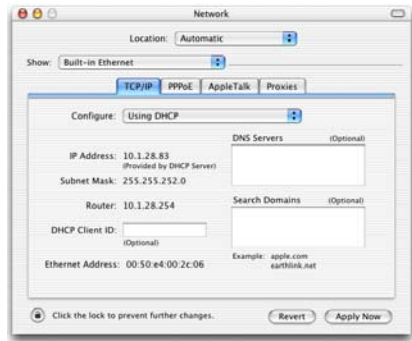 Network
Location: Automatic
Show: Built-in Ethernet
TCP/IP PPPoE AppleTalk Proxies
Configure: Using DHCP
DNS Servers (Optional)
IP Address: 10.1.28.83
(Provided by DHCP Server)
Subnet Mask: 255.255.252.0
Router: 10.1.28.254
Search Domains (Optional)
DHCP Client ID:
(Optional)
Example: apple.com
earthlink.net
Ethernet Address: 00:50:e4:00:2c:06
Click the lock to prevent further changes.
Revert Apply Now